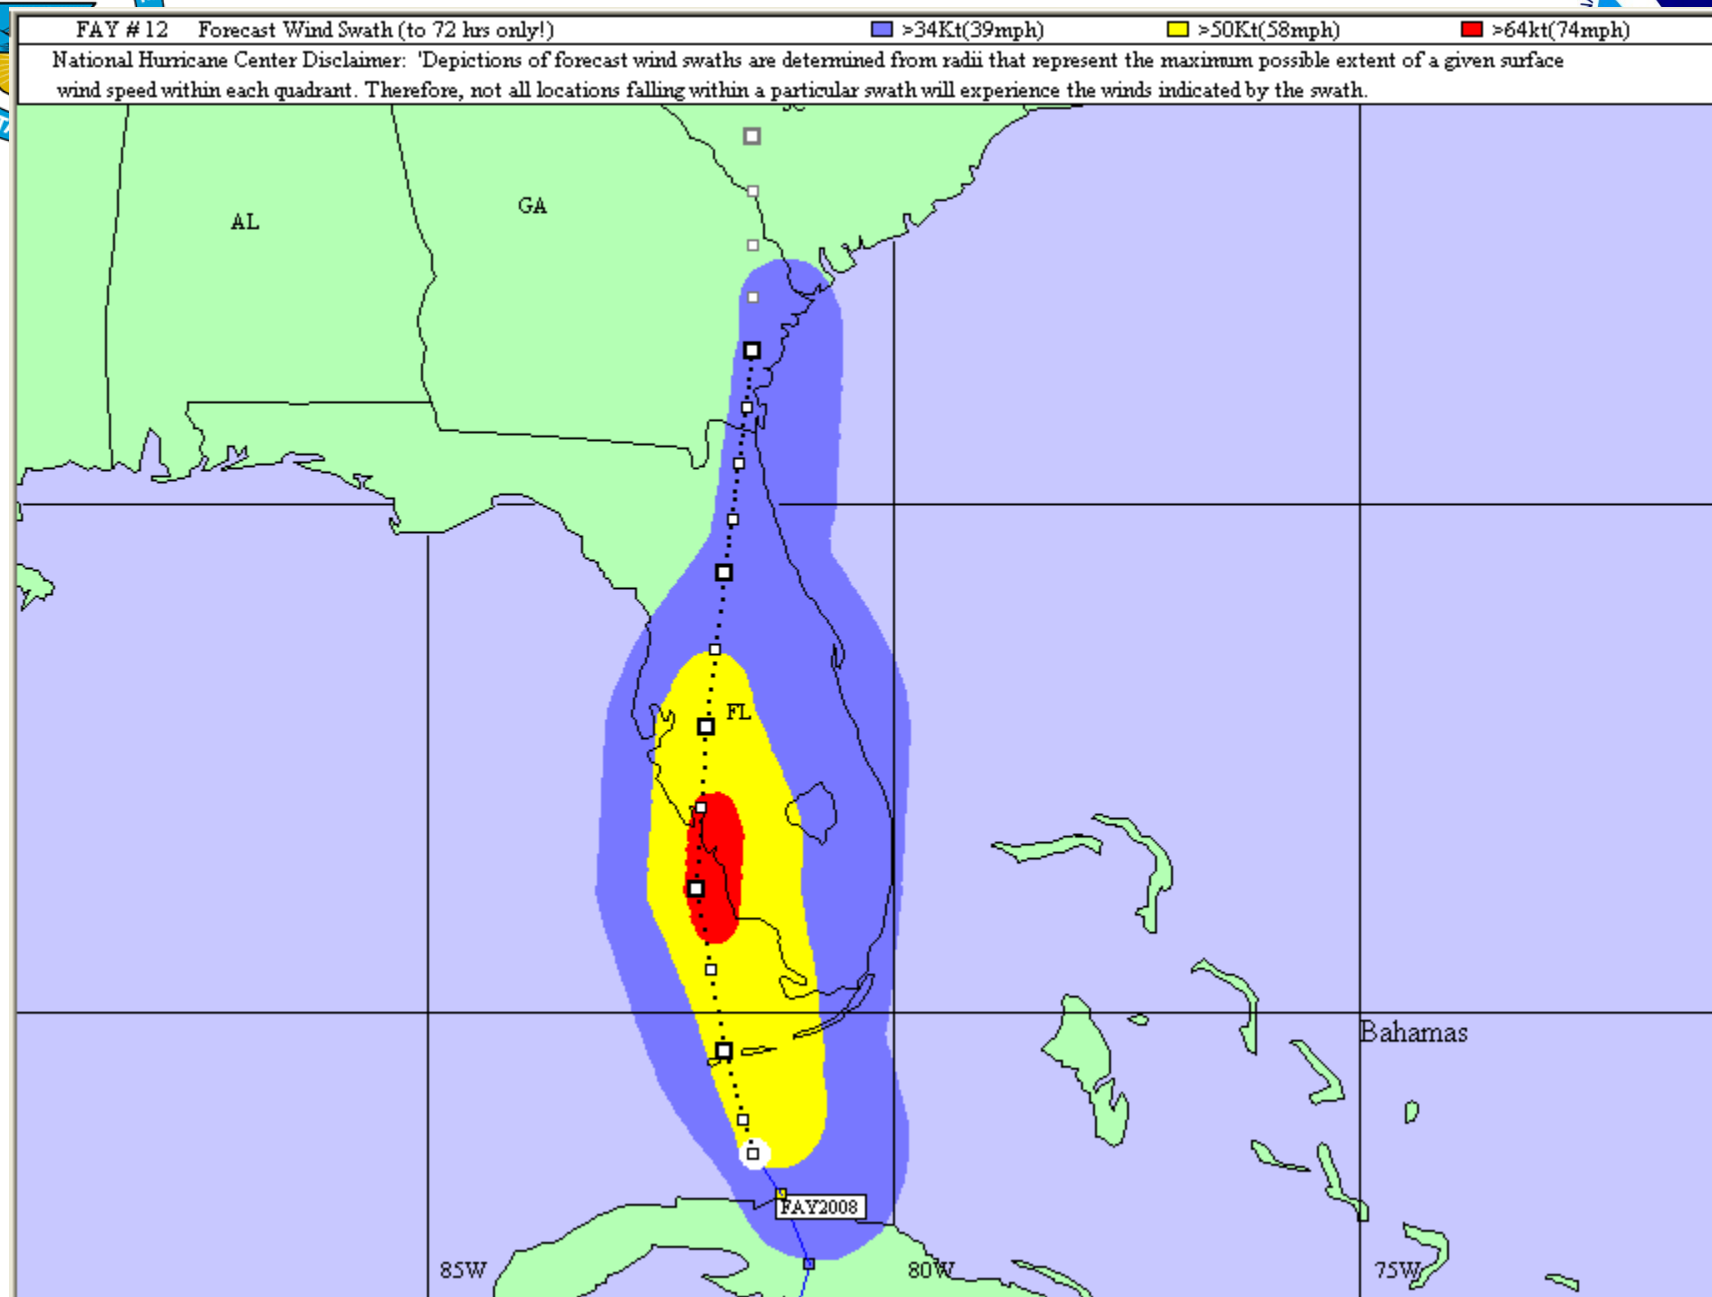 FAY # 12 Forecast Wind Swath (to 72 hrs only!) >34Kt(39mph) >50Kt(58mph) >64kt(74mph)
National Hurricane Center Disclaimer: 'Depictions of forecast wind swaths are determined from radii that represent the maximum possible extent of a given surface
wind speed within each quadrant. Therefore, not all locations falling within a particular swath will experience the winds indicated by the swath.
SC
GA
AL
FL
Bahamas
FAY2008
85W 80W 75W